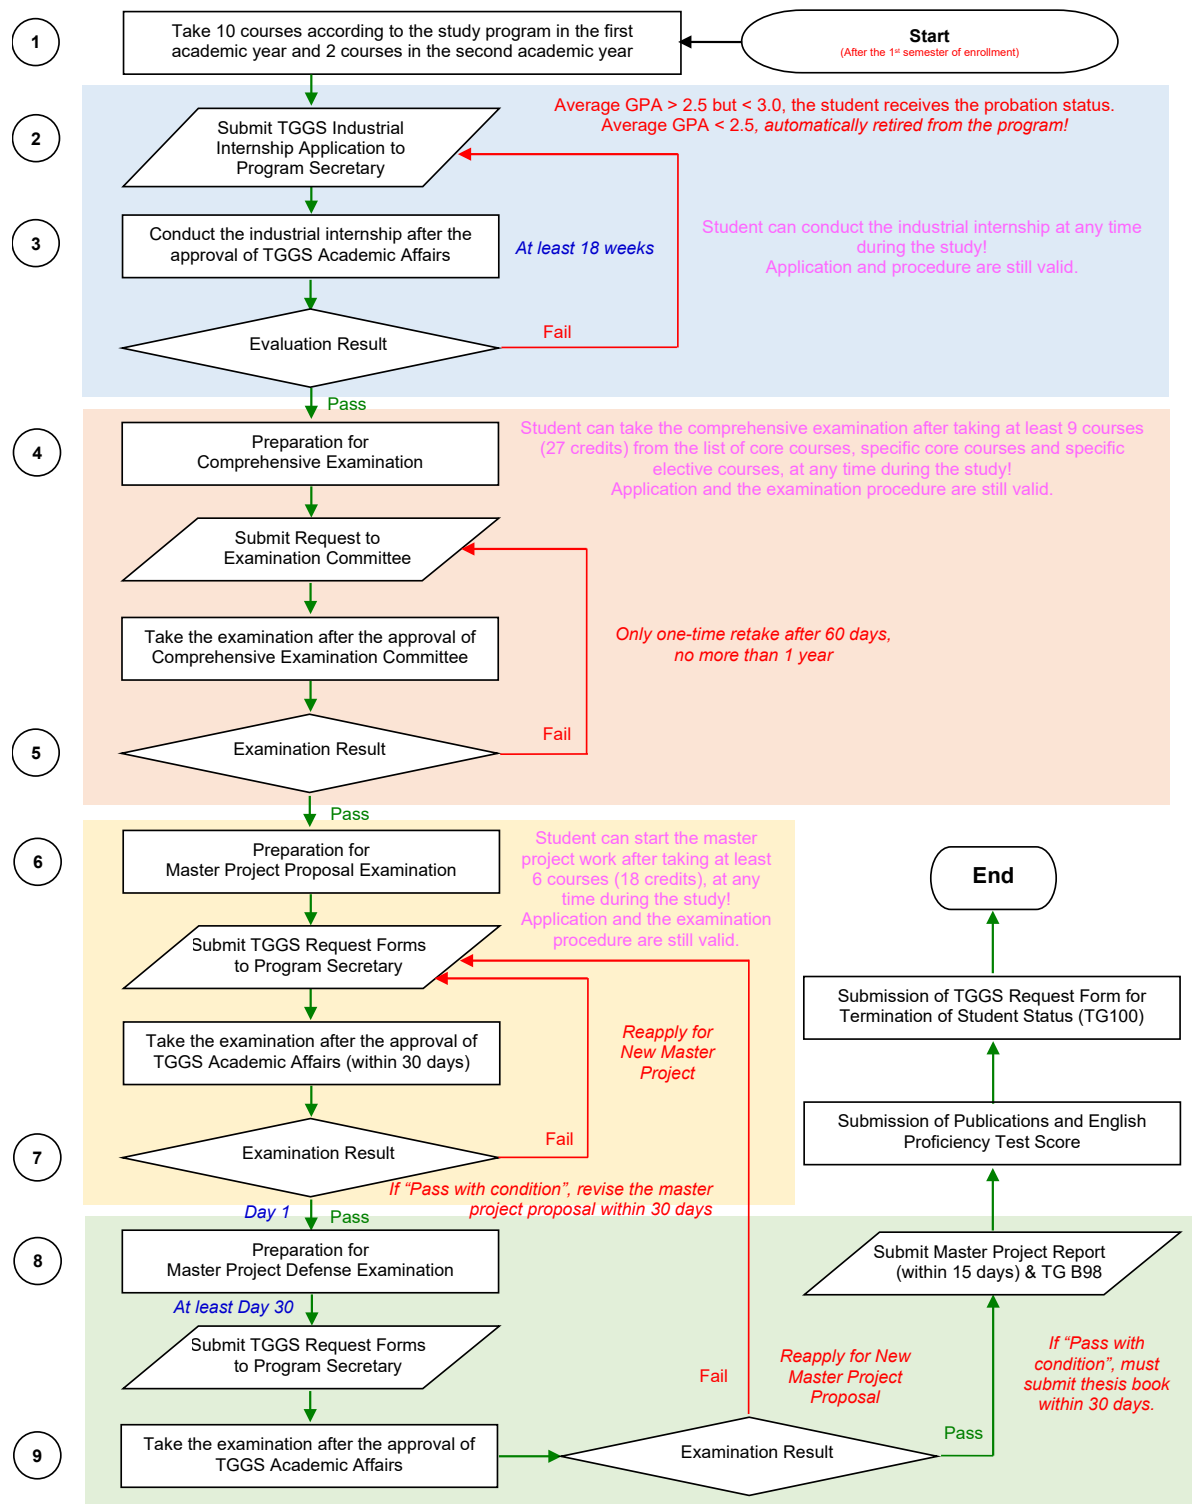 1
Take 10 courses according to the study program in the first
academic year and 2 courses in the second academic year
Start
(After the 1st semester of enrollment)
Average GPA > 2.5 but < 3.0, the student receives the probation status.
Average GPA < 2.5, automatically retired from the program!
2
Submit TGGS Industrial
Internship Application to
Program Secretary
3
Conduct the industrial internship after the
approval of TGGS Academic Affairs
At least 18 weeks
Student can conduct the industrial internship at any time
during the study!
Application and procedure are still valid.
Evaluation Result
Fail
Pass
4
Preparation for
Comprehensive Examination
Student can take the comprehensive examination after taking at least 9 courses
(27 credits) from the list of core courses, specific core courses and specific
elective courses, at any time during the study!
Application and the examination procedure are still valid.
Submit Request to
Examination Committee
Take the examination after the approval of
Comprehensive Examination Committee
Only one-time retake after 60 days,
no more than 1 year
5
Examination Result
Fail
Pass
6
Preparation for
Master Project Proposal Examination
Student can start the master
project work after taking at least
6 courses (18 credits), at any
time during the study!
Application and the examination
procedure are still valid.
Submit TGGS Request Forms
to Program Secretary
Take the examination after the approval of
TGGS Academic Affairs (within 30 days)
Reapply for
New Master
Project
7
Examination Result
Fail
If “Pass with condition”, revise the master
project proposal within 30 days
Day 1
Pass
8
Preparation for
Master Project Defense Examination
At least Day 30
Submit TGGS Request Forms
to Program Secretary
9
Take the examination after the approval of
TGGS Academic Affairs
Examination Result
Fail
Reapply for New
Master Project
Proposal
Pass
If “Pass with
condition”, must
submit thesis book
within 30 days.
Submit Master Project Report
(within 15 days) & TG B98
Submission of Publications and English
Proficiency Test Score
Submission of TGGS Request Form for
Termination of Student Status (TG100)
End